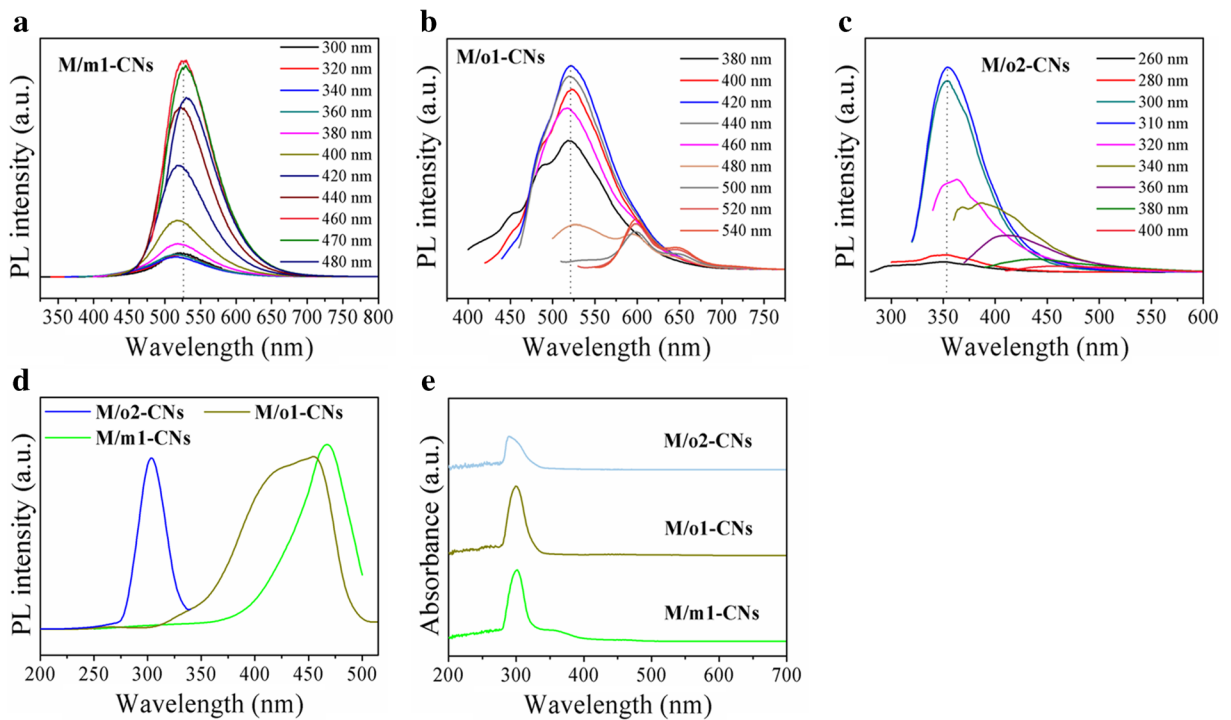 a
M/m1-CNs
300 nm
320 nm
340 nm
360 nm
380 nm
400 nm
420 nm
440 nm
460 nm
470 nm
480 nm
PL intensity (a.u.)
350 400 450 500 550 600 650 700 750 800
Wavelength (nm)
b
M/o1-CNs
380 nm
400 nm
420 nm
440 nm
460 nm
480 nm
500 nm
520 nm
540 nm
PL intensity (a.u.)
400 450 500 550 600 650 700 750
Wavelength (nm)
c
M/o2-CNs
260 nm
280 nm
300 nm
310 nm
320 nm
340 nm
360 nm
380 nm
400 nm
PL intensity (a.u.)
300 350 400 450 500 550 600
Wavelength (nm)
d
M/o2-CNs M/o1-CNs
M/m1-CNs
PL intensity (a.u.)
200 250 300 350 400 450 500
Wavelength (nm)
e
M/o2-CNs
M/o1-CNs
M/m1-CNs
Absorbance (a.u.)
200 300 400 500 600 700
Wavelength (nm)